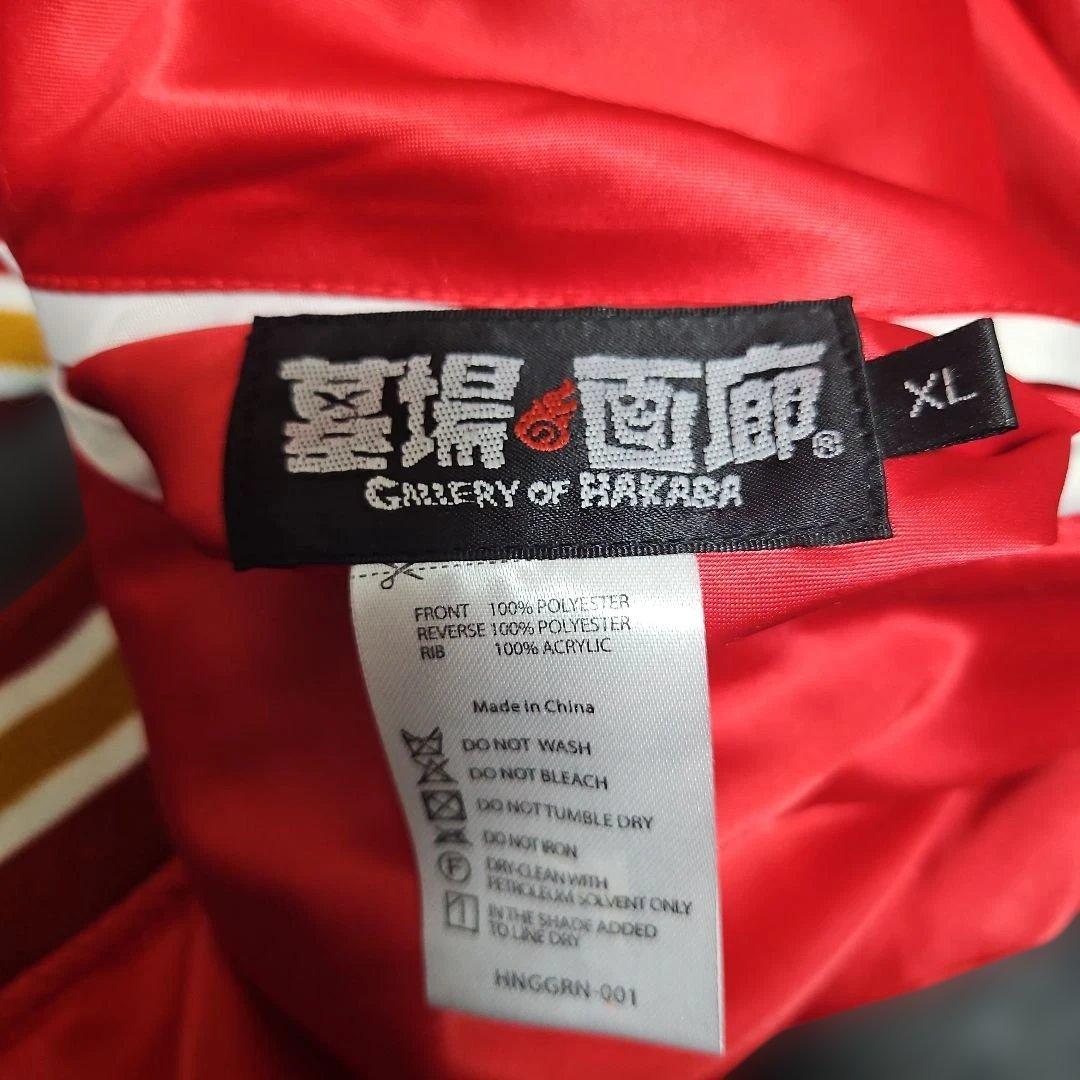 墓場画廊®
GALLERY OF HAKABA
XL
FRONT 100% POLYESTER
REVERSE 100% POLYESTER
RIB 100% ACRYLIC
Made in China
DO NOT WASH
DO NOT BLEACH
DO NOT TUMBLE DRY
DO NOT IRON
F
DRY-CLEAN WITH
PETROLEUM SOLVENT ONLY
IN THE SHADE ADDED
TO LINE DRY
HNGGRN-001